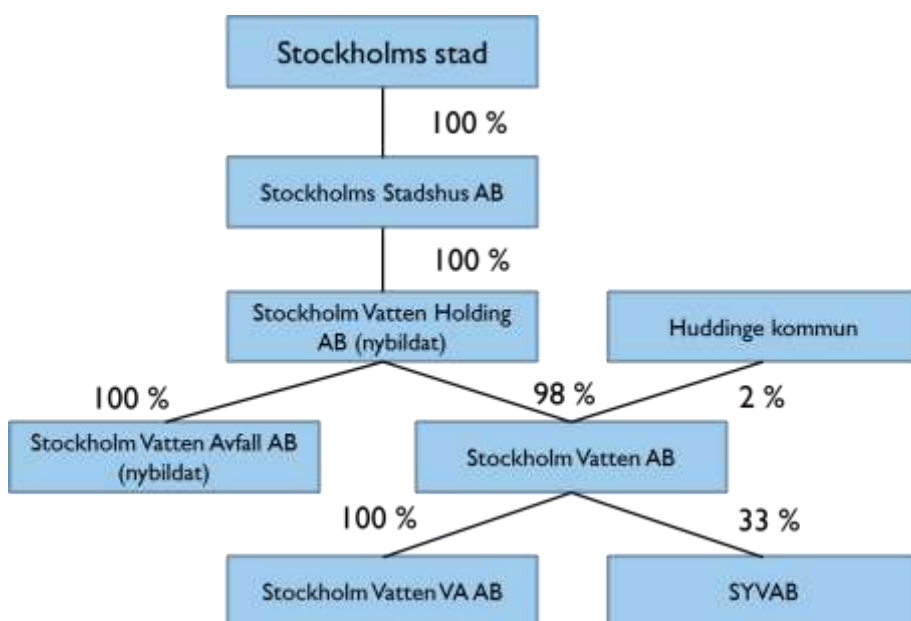 Stockholms stad
100 %
Stockholms Stadshus AB
100 %
Stockholm Vatten Holding
AB (nybildat)
Huddinge kommun
100 %
98 %
2 %
Stockholm Vatten Avfall AB
(nybildat)
Stockholm Vatten AB
100 %
33 %
Stockholm Vatten VA AB
SYVAB